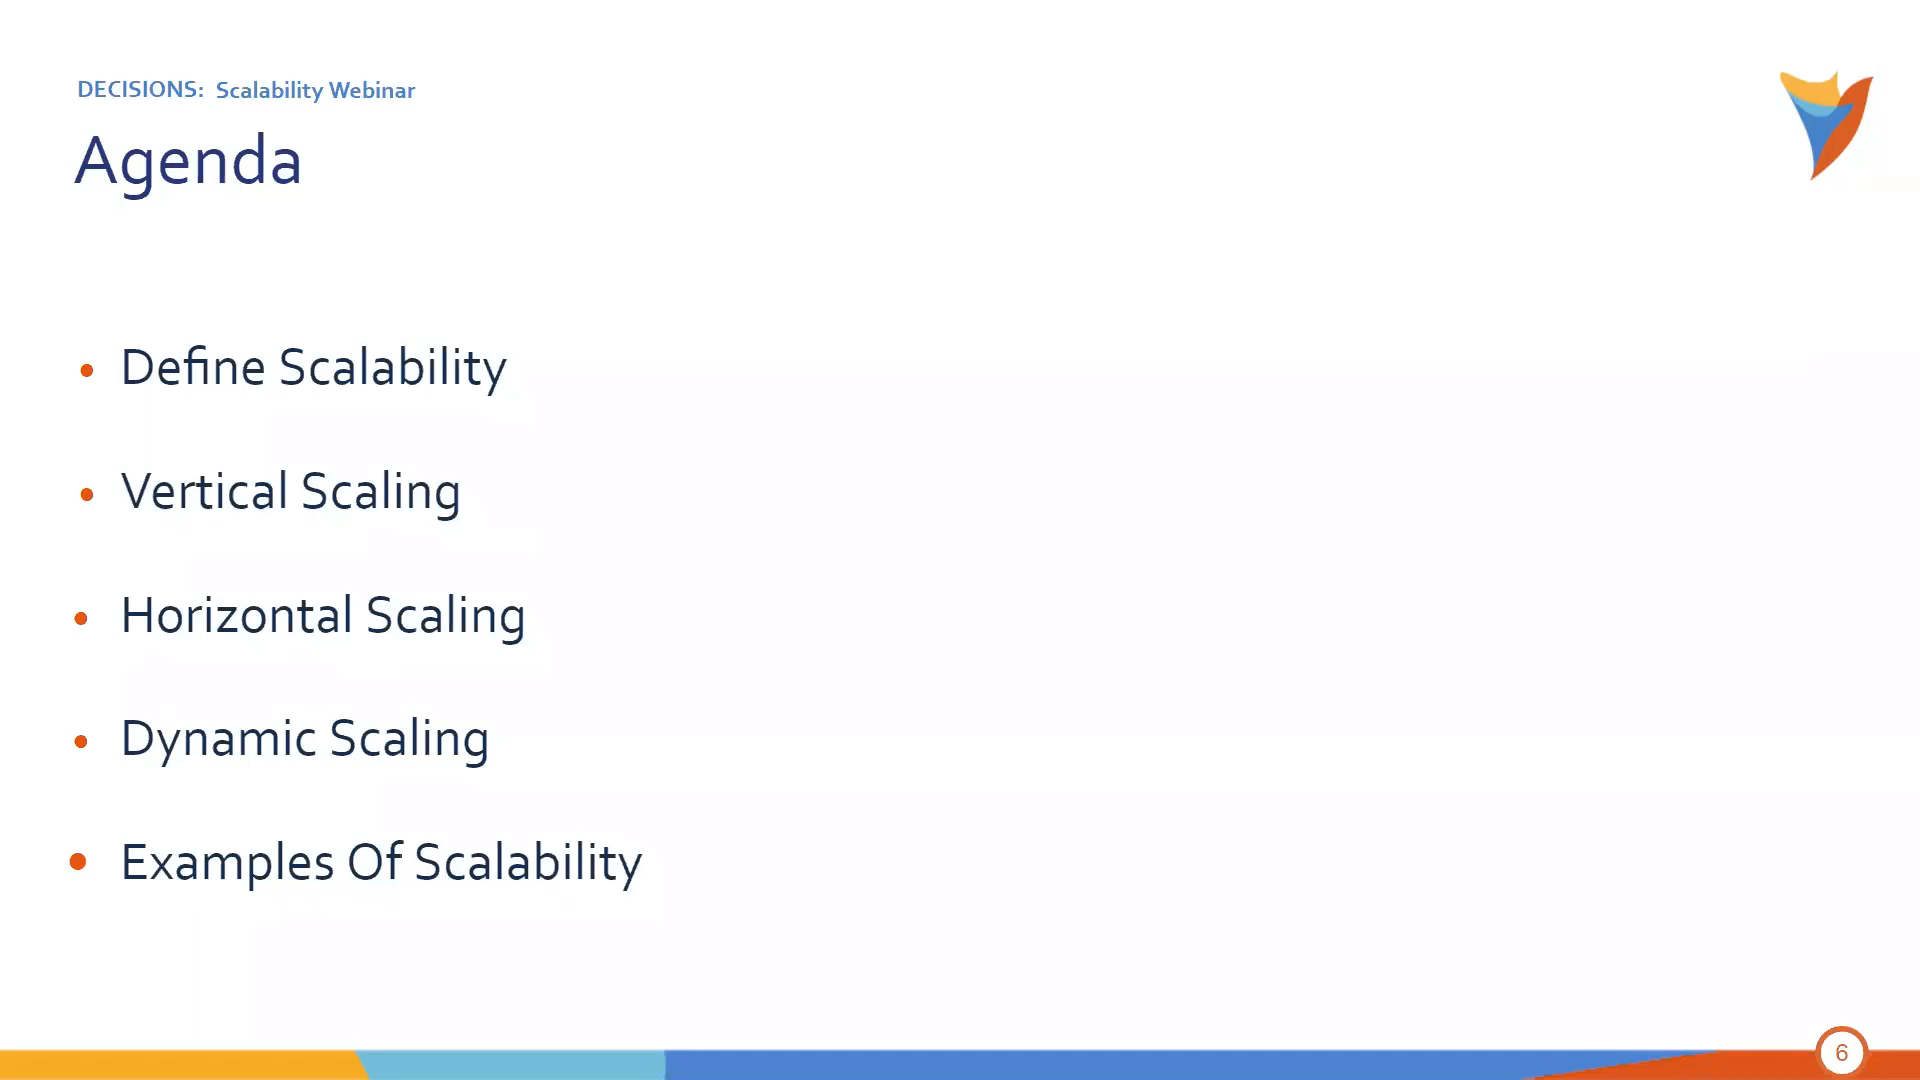 DECISIONS: Scalability Webinar
Agenda
• Define Scalability
• Vertical Scaling
• Horizontal Scaling
• Dynamic Scaling
• Examples Of Scalability
6